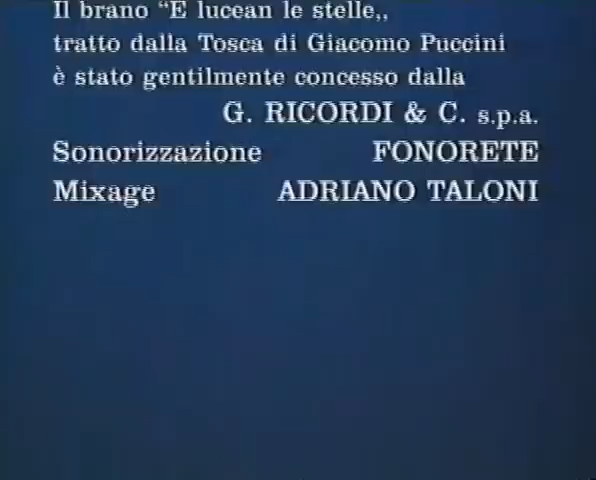 Il brano “E lucean le stelle„
tratto dalla Tosca di Giacomo Puccini
è stato gentilmente concesso dalla
G. RICORDI & C. s.p.a.
Sonorizzazione FONORETE
Mixage ADRIANO TALONI